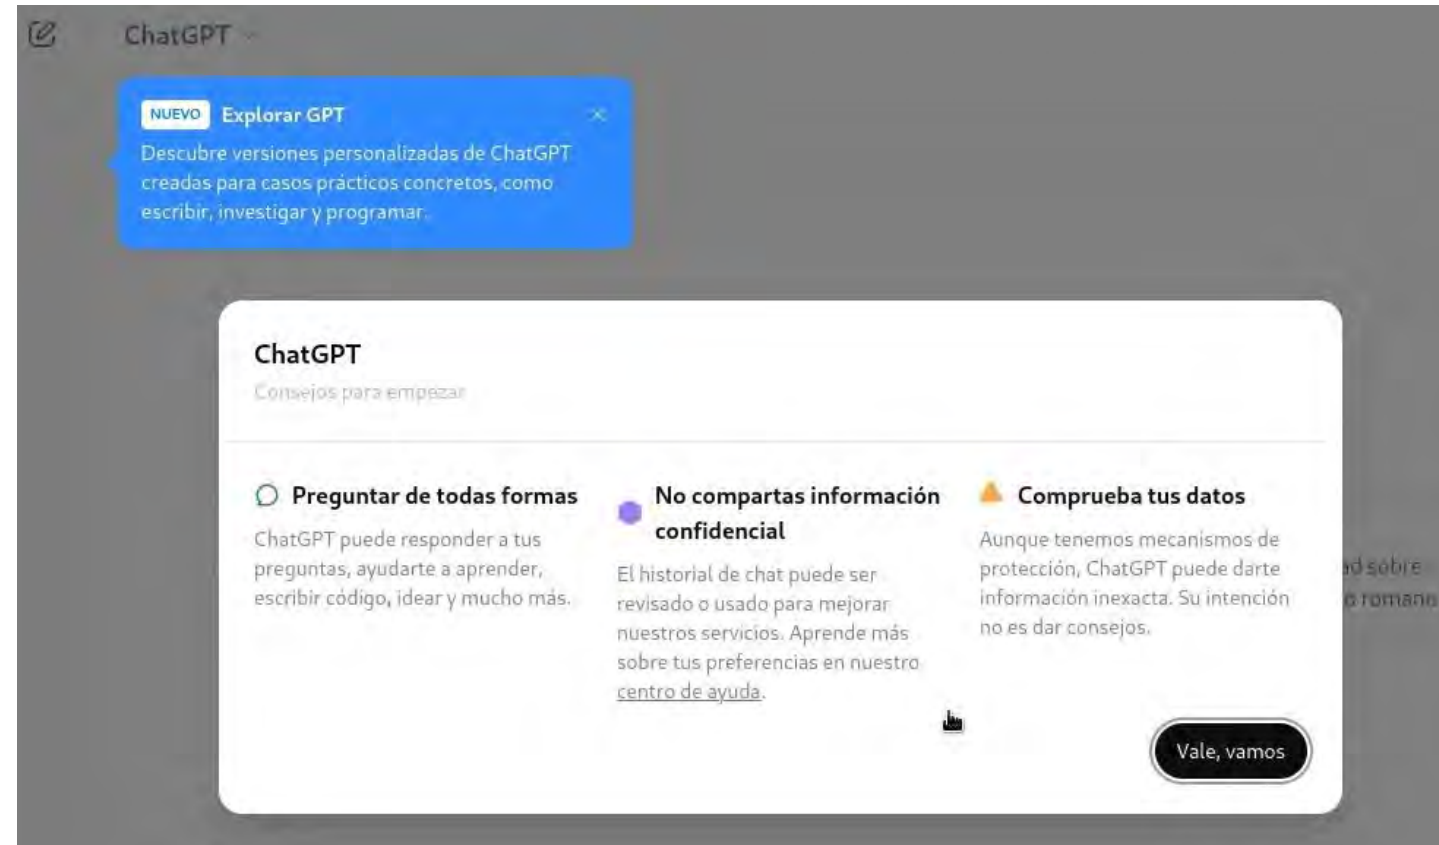 ChatGPT
NUEVO Explorar GPT
Descubre versiones personalizadas de ChatGPT
creadas para casos prácticos concretos, como
escribir, investigar y programar.
ChatGPT
Consejos para empezar
Preguntar de todas formas
ChatGPT puede responder a tus
preguntas, ayudarte a aprender,
escribir código, idear y mucho más.
No compartas información
confidencial
El historial de chat puede ser
revisado o usado para mejorar
nuestros servicios. Aprende más
sobre tus preferencias en nuestro
centro de ayuda.
Comprueba tus datos
Aunque tenemos mecanismos de
protección, ChatGPT puede darte
información inexacta. Su intención
no es dar consejos.
sobre
romano
Vale, vamos